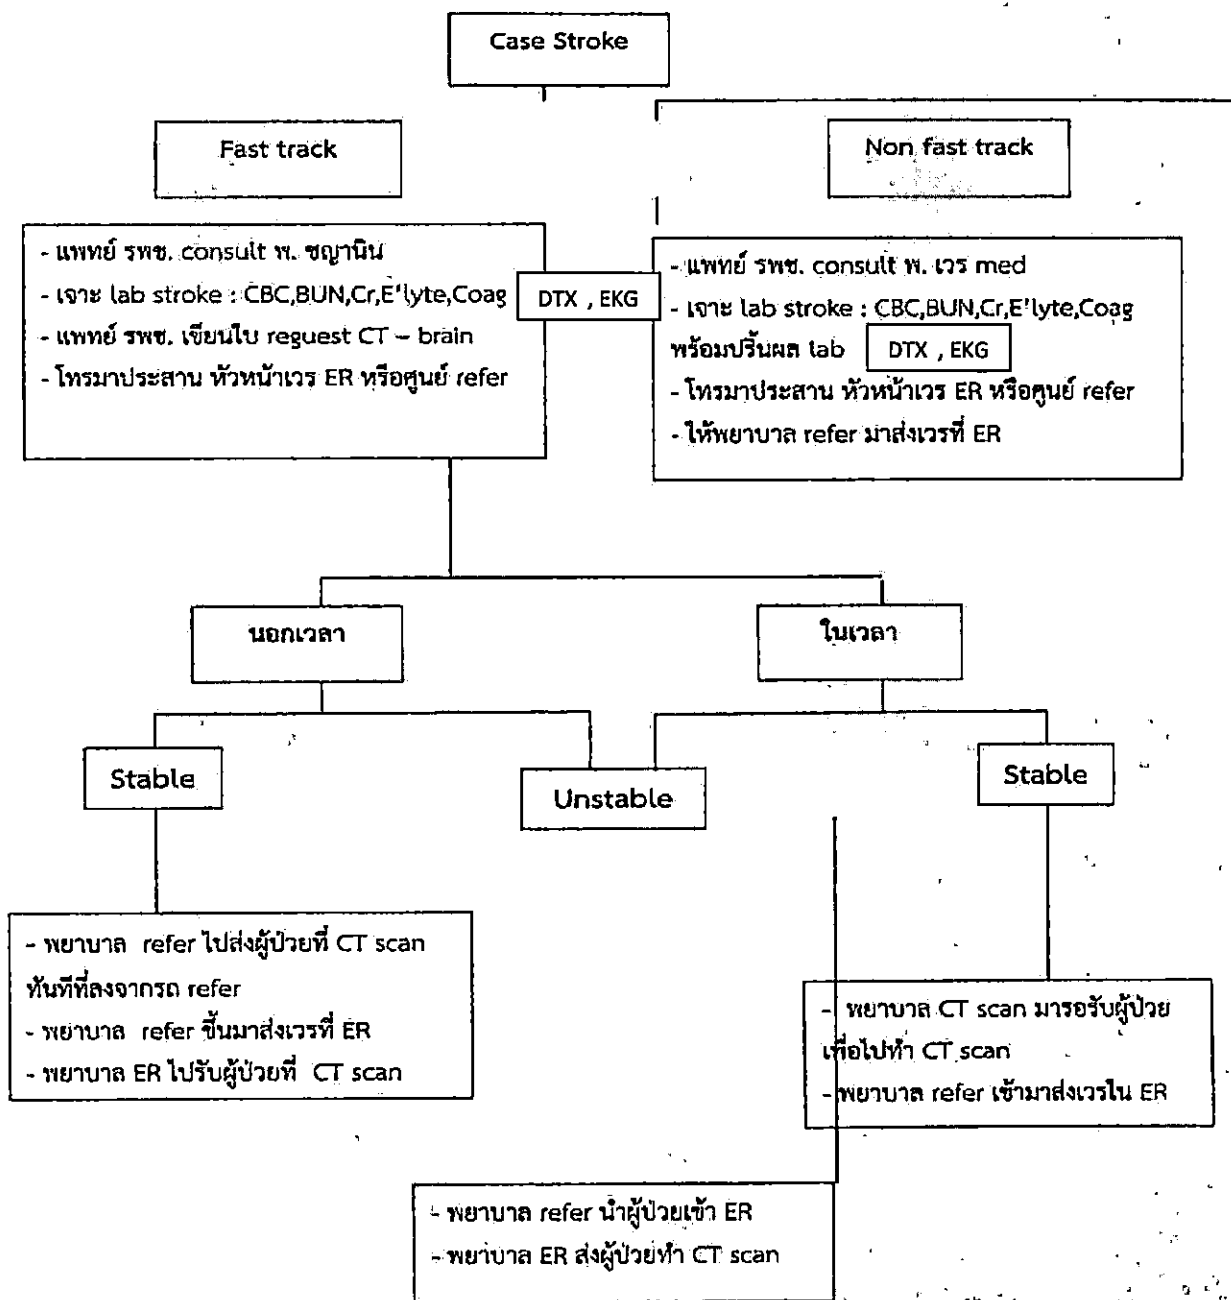 Case Stroke
Fast track
Non fast track
- แพทย์ รพช. consult พ. ชญานิน
- เจาะ lab stroke : CBC,BUN,Cr,E'lyte,Coag
DTX , EKG
- แพทย์ รพช. เขียนใบ reguest CT – brain
- โทรมาประสาน หัวหน้าเวร ER หรือศูนย์ refer
- แพทย์ รพช. consult พ. เวร med
- เจาะ lab stroke : CBC,BUN,Cr,E'lyte,Coag
พร้อมปริ้นผล lab
DTX , EKG
- โทรมาประสาน หัวหน้าเวร ER หรือศูนย์ refer
- ให้พยาบาล refer มาส่งเวรที่ ER
นอกเวลา
ในเวลา
Stable
Unstable
Stable
- พยาบาล refer ไปส่งผู้ป่วยที่ CT scan
ทันทีที่ลงจากรถ refer
- พยาบาล refer ขึ้นมาส่งเวรที่ ER
- พยาบาล ER ไปรับผู้ป่วยที่ CT scan
- พยาบาล CT scan มารอรับผู้ป่วย
เพื่อไปทำ CT scan
- พยาบาล refer เข้ามาส่งเวรใน ER
- พยาบาล refer นำผู้ป่วยเข้า ER
- พยาบาล ER ส่งผู้ป่วยทำ CT scan